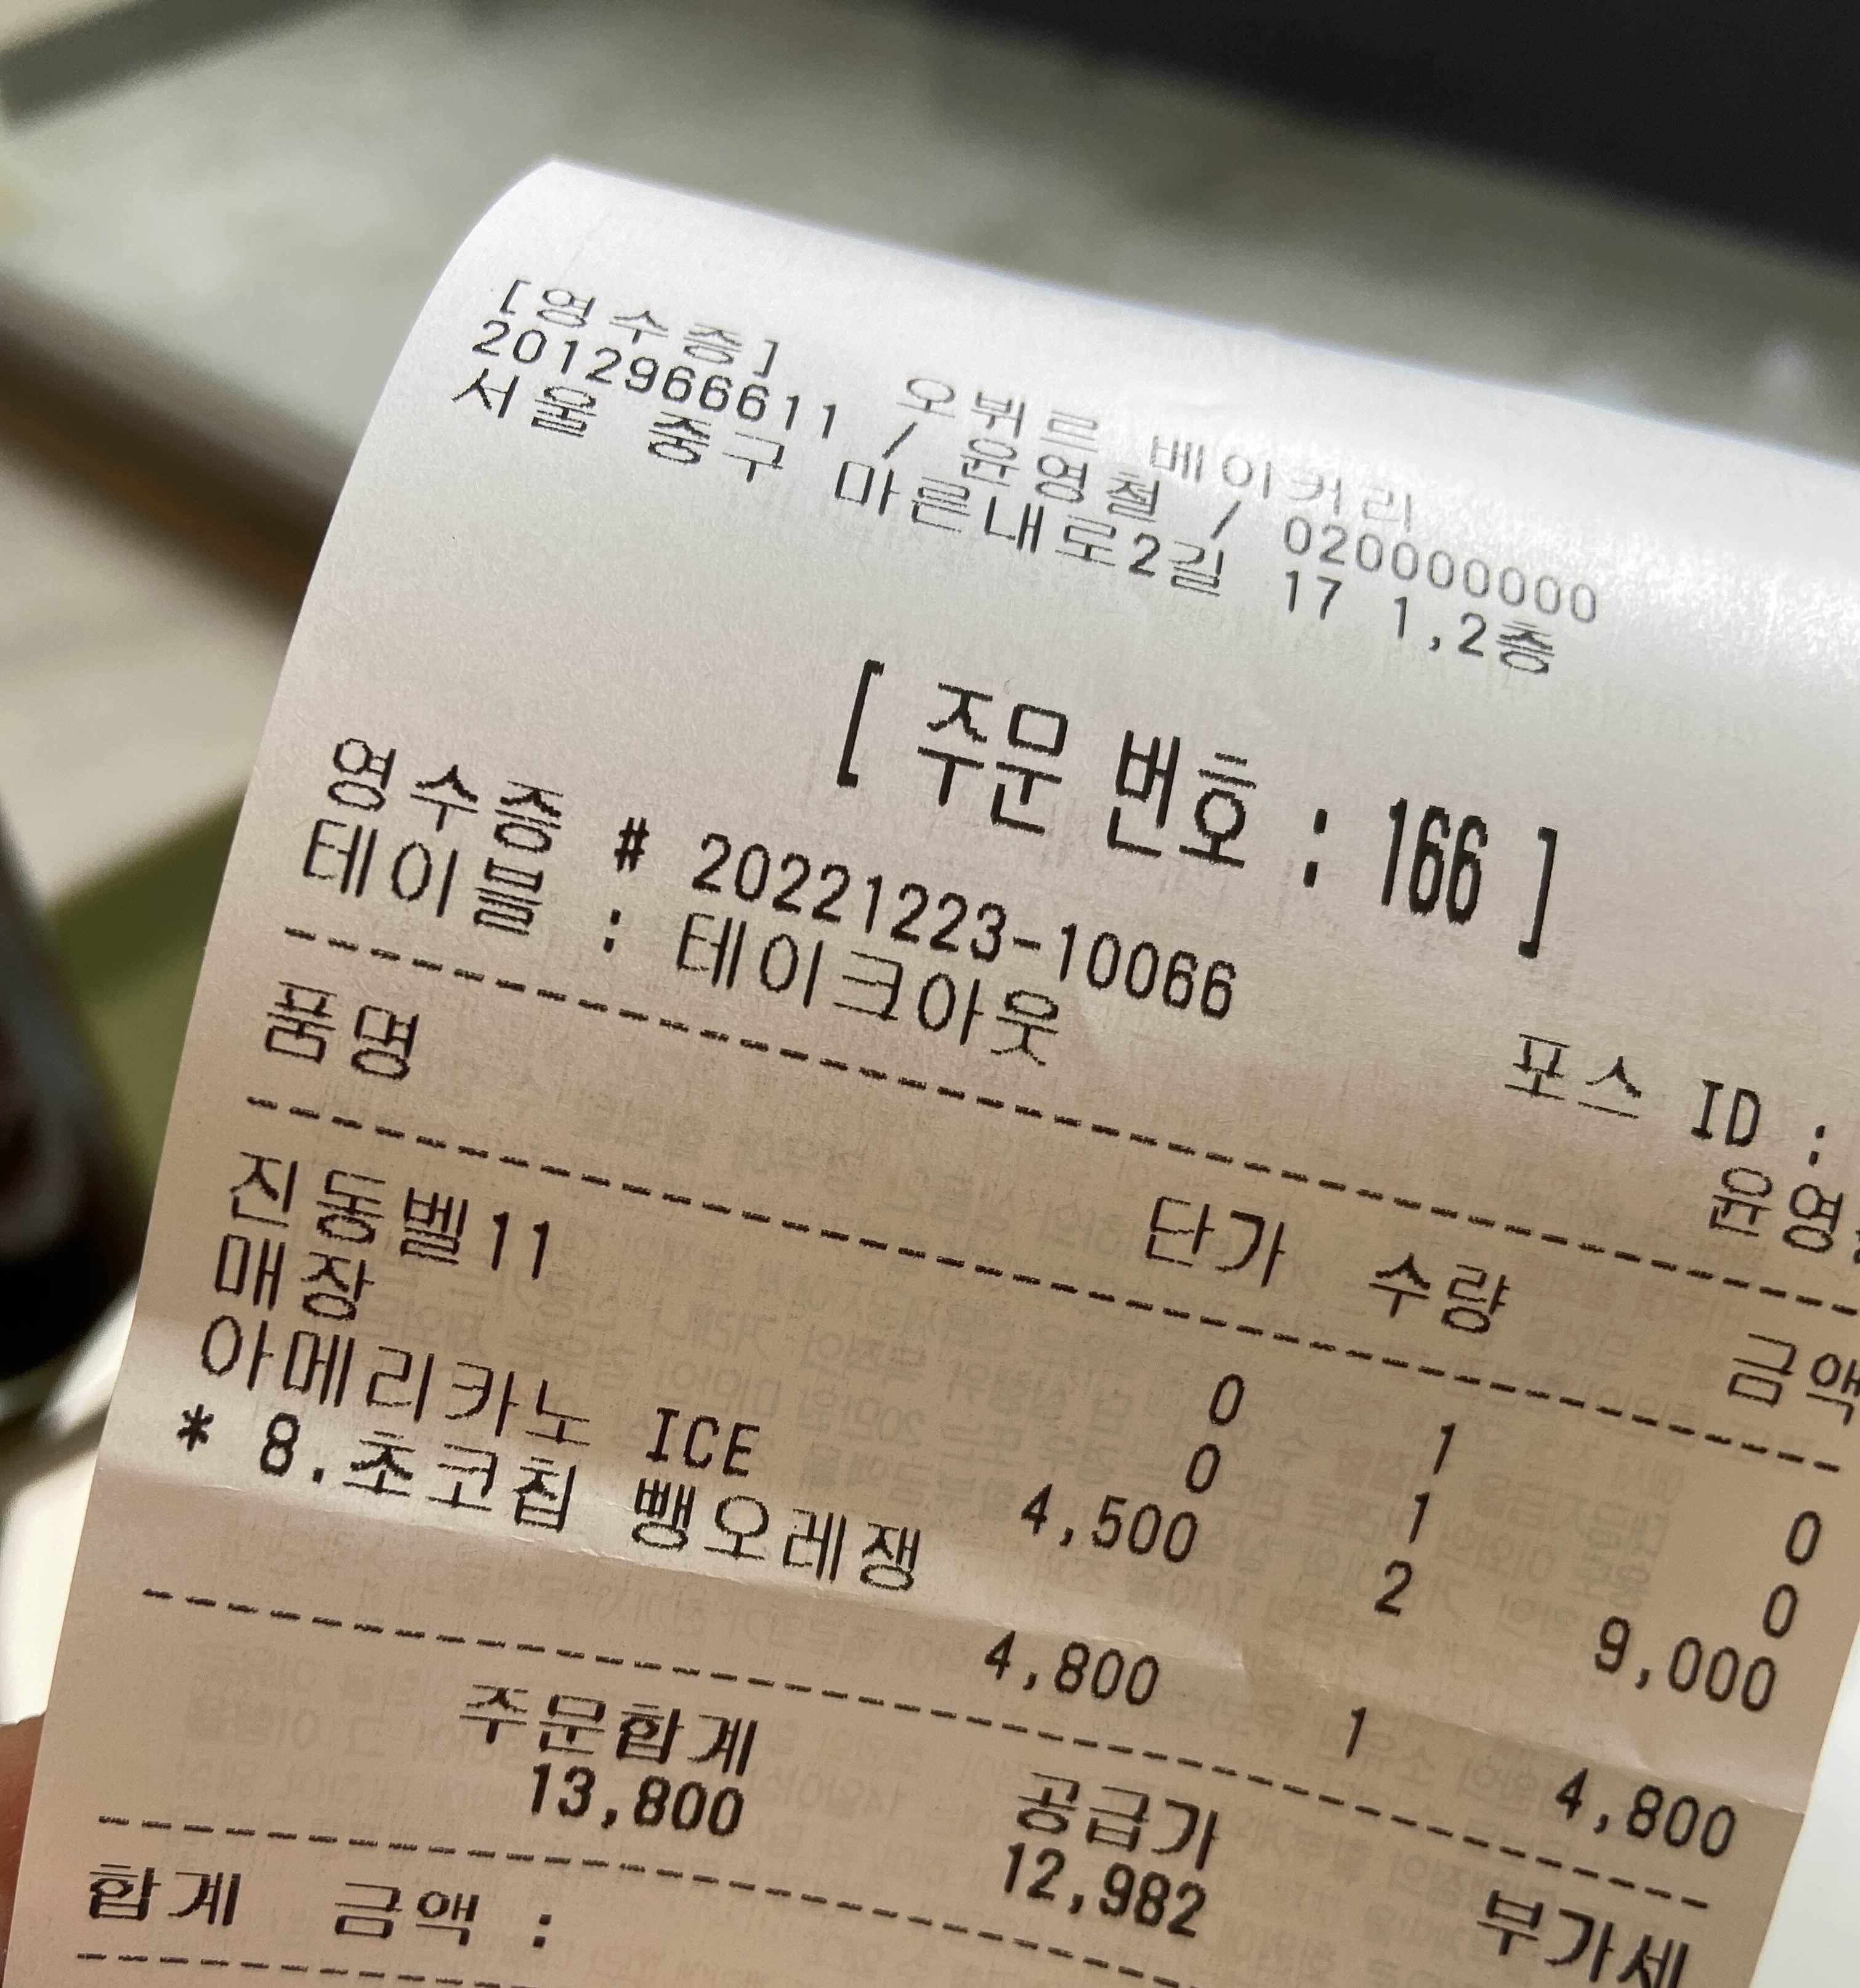 [영수증] 오뷔르 베이커리
2012966611 / 윤영철 / 020000000
서울 중구 마른내로2길 17 1,2층
[ 주문 번호 : 166 ]
영수증 # 20221223-10066 포스 ID :
테이블 : 테이크아웃 윤영
품명 단가 수량 금액
진동벨11 0 1 0
매장 0 1 0
아메리카노 ICE 4,500 2 9,000
* 8.초코칩 뺑오레쟁
4,800 1 4,800
주문합계 공급가 부가세
13,800 12,982
합계 금액 :